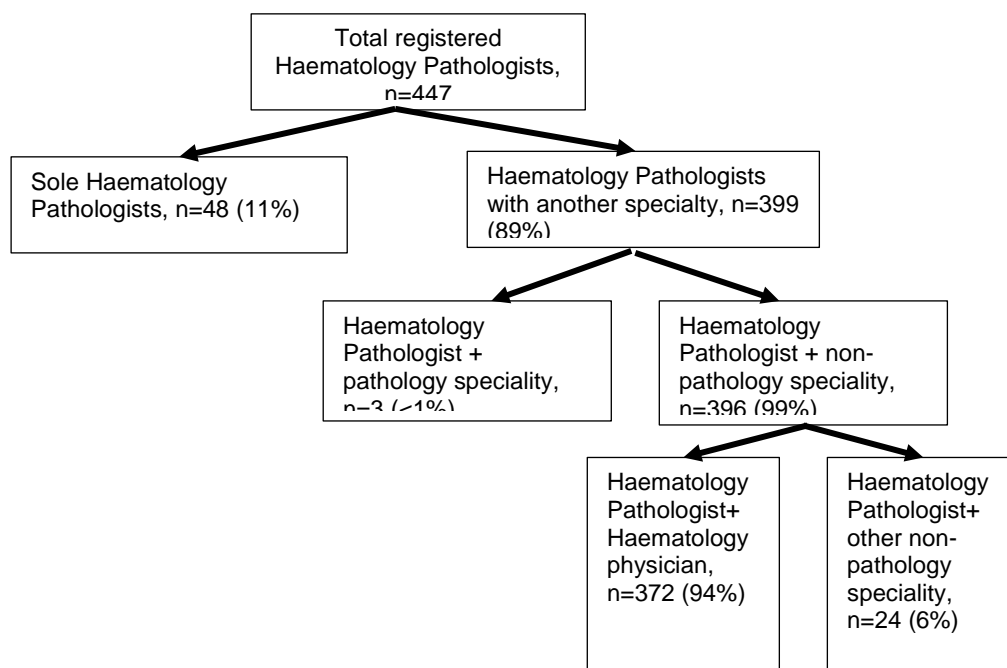 Total registered
Haematology Pathologists,
n=447
Sole Haematology
Pathologists, n=48 (11%)
Haematology Pathologists
with another specialty, n=399
(89%)
Haematology
Pathologist +
pathology speciality,
n=3 (<1%)
Haematology
Pathologist + non-
pathology speciality,
n=396 (99%)
Haematology
Pathologist+
Haematology
physician,
n=372 (94%)
Haematology
Pathologist+
other non-
pathology
speciality,
n=24 (6%)